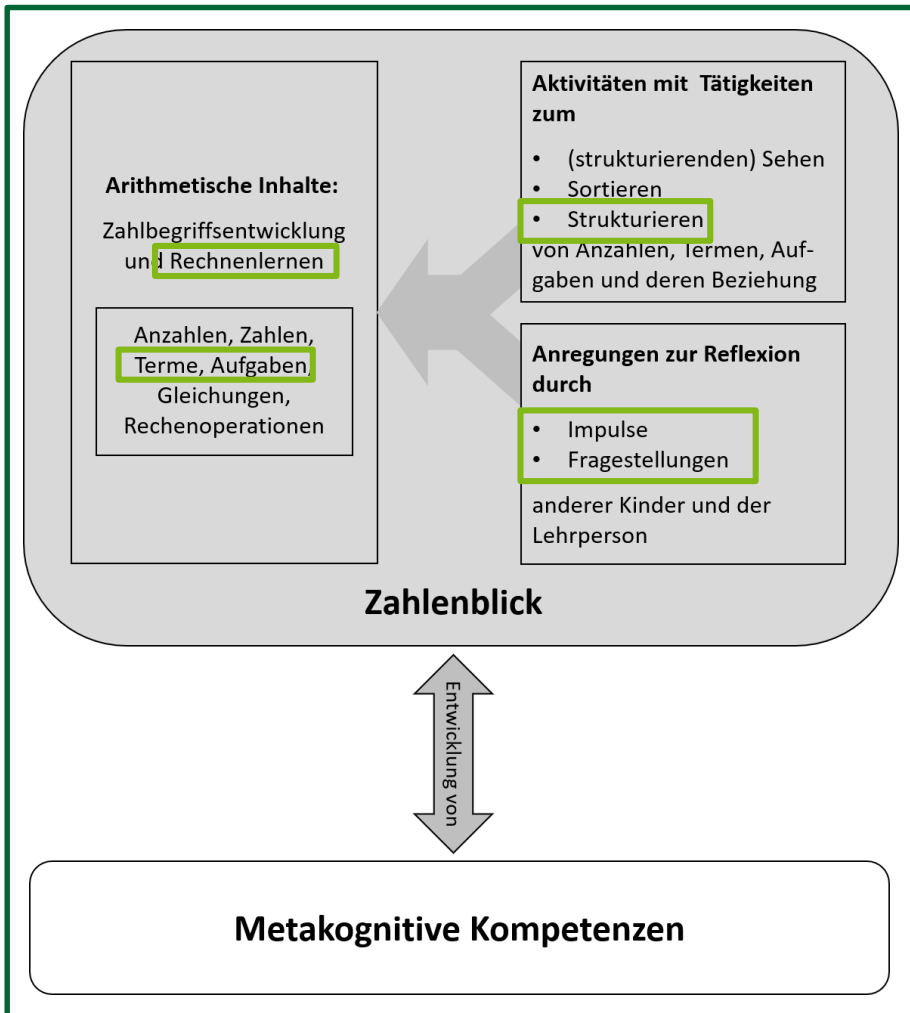 Arithmetische Inhalte:
Zahlbegriffsentwicklung
und Rechnenlernen
Anzahlen, Zahlen,
Terme, Aufgaben,
Gleichungen,
Rechenoperationen
Aktivitäten mit Tätigkeiten
zum
• (strukturierenden) Sehen
• Sortieren
• Strukturieren
von Anzahlen, Termen, Auf-
gaben und deren Beziehung
Anregungen zur Reflexion
durch
• Impulse
• Fragestellungen
anderer Kinder und der
Lehrperson
Zahlenblick
Entwicklung von
Metakognitive Kompetenzen